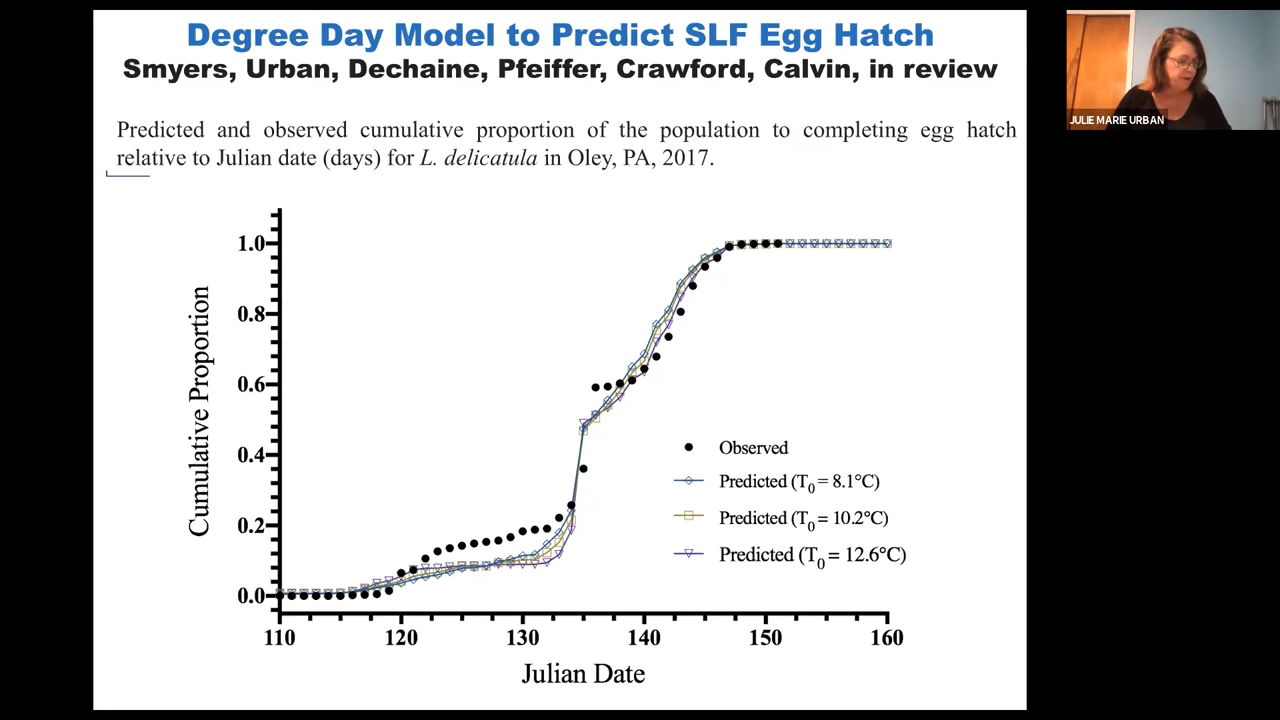 Degree Day Model to Predict SLF Egg Hatch
Smyers, Urban, Dechaine, Pfeiffer, Crawford, Calvin, in review
Predicted and observed cumulative proportion of the population to completing egg hatch
relative to Julian date (days) for L. delicatula in Oley, PA, 2017.
JULIE MARIE URBAN
Cumulative Proportion
1.0
0.8
0.6
0.4
0.2
0.0
Observed
Predicted (T0 = 8.1°C)
Predicted (T0 = 10.2°C)
Predicted (T0 = 12.6°C)
110 120 130 140 150 160
Julian Date